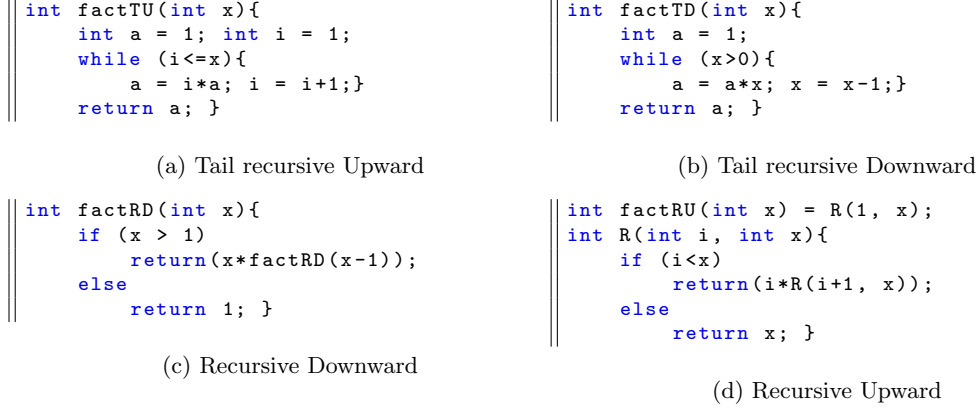 int factTU(int x){
    int a = 1; int i = 1;
    while (i<=x){
        a = i*a; i = i+1;}
    return a; }
(a) Tail recursive Upward
int factTD(int x){
    int a = 1;
    while (x>0){
        a = a*x; x = x-1;}
    return a; }
(b) Tail recursive Downward
int factRD(int x){
    if (x > 1)
        return(x*factRD(x-1));
    else
        return 1; }
(c) Recursive Downward
int factRU(int x) = R(1, x);
int R(int i, int x){
    if (i<x)
        return(i*R(i+1, x));
    else
        return x; }
(d) Recursive Upward